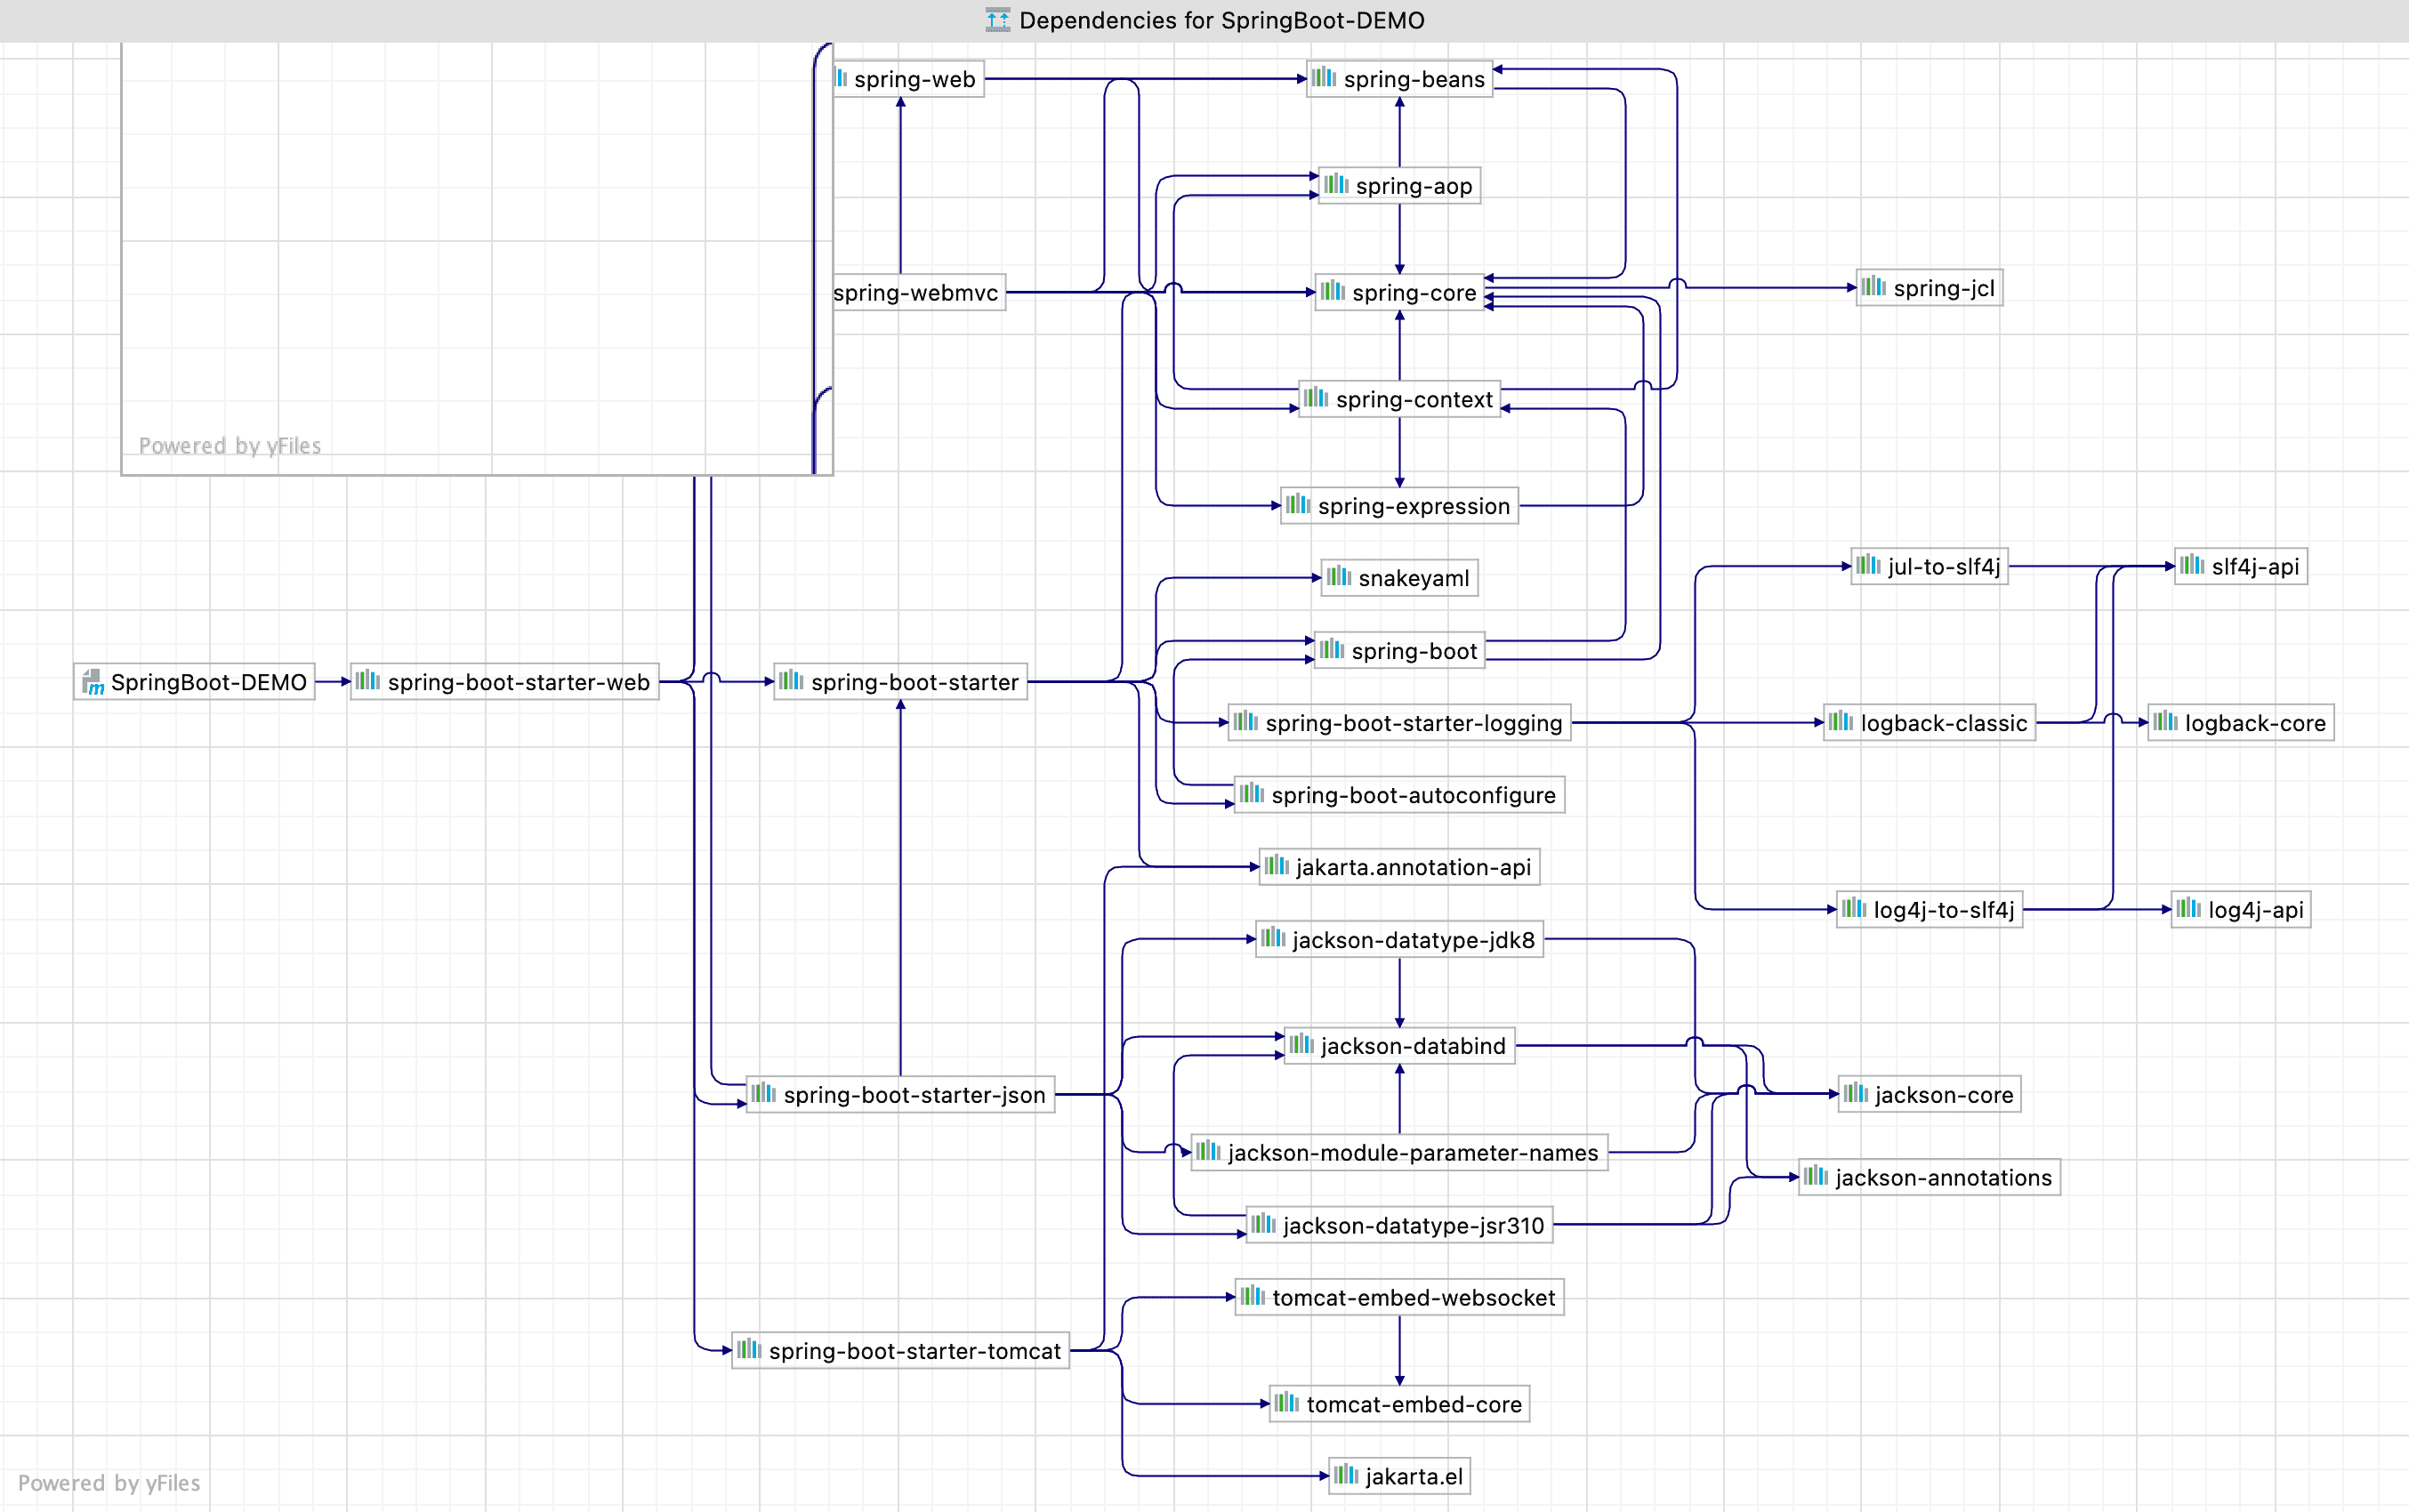 Dependencies for SpringBoot-DEMO
spring-web
spring-beans
spring-aop
spring-webmvc
spring-core
spring-jcl
spring-context
Powered by yFiles
spring-expression
jul-to-slf4j
slf4j-api
snakeyaml
spring-boot
SpringBoot-DEMO
m
spring-boot-starter-web
spring-boot-starter
spring-boot-starter-logging
logback-classic
logback-core
spring-boot-autoconfigure
jakarta.annotation-api
log4j-to-slf4j
log4j-api
jackson-datatype-jdk8
jackson-databind
spring-boot-starter-json
jackson-core
jackson-module-parameter-names
jackson-annotations
jackson-datatype-jsr310
tomcat-embed-websocket
spring-boot-starter-tomcat
tomcat-embed-core
jakarta.el
Powered by yFiles